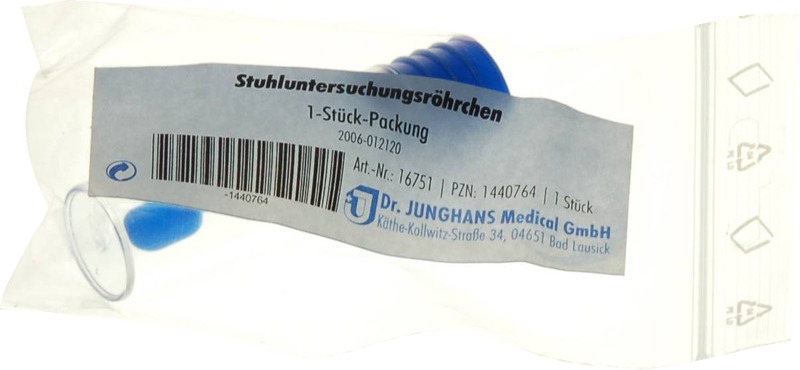 Stuhluntersuchungsröhrchen
1-Stück-Packung
2006-012120
Art.-Nr.: 16751 | PZN: 1440764 | 1 Stück
-1440764
Dr. JUNGHANS Medical GmbH
Käthe-Kollwitz-Straße 34, 04651 Bad Lausick